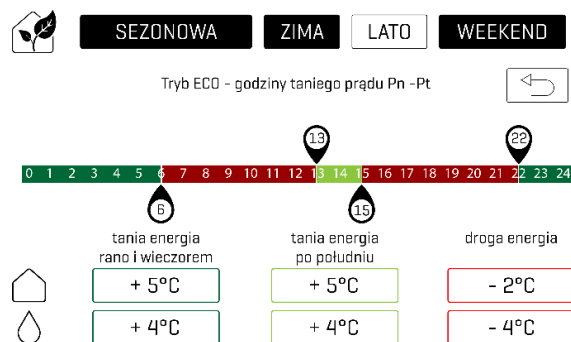 SEZONOWA ZIMA LATO WEEKEND
Tryb ECO - godziny taniego prądu Pn -Pt
13 22
0 1 2 3 4 5 6 7 8 9 10 11 12 13 14 15 16 17 18 19 20 21 22 23 24
6 15
tania energia tania energia droga energia
rano i wieczorem po południu
+ 5°C + 5°C - 2°C
+ 4°C + 4°C - 4°C